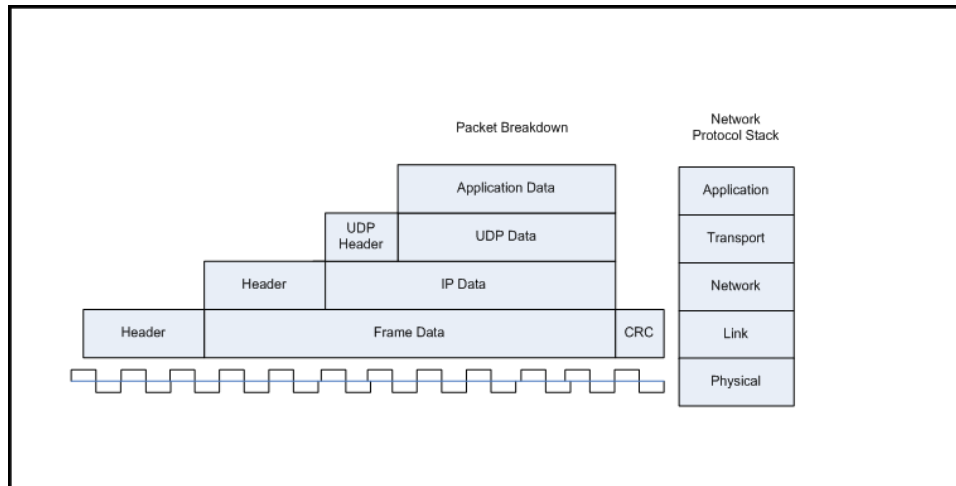 Packet Breakdown
Network
Protocol Stack
Application Data
Application
UDP
Header
UDP Data
Transport
Header
IP Data
Network
Header
Frame Data
CRC
Link
Physical